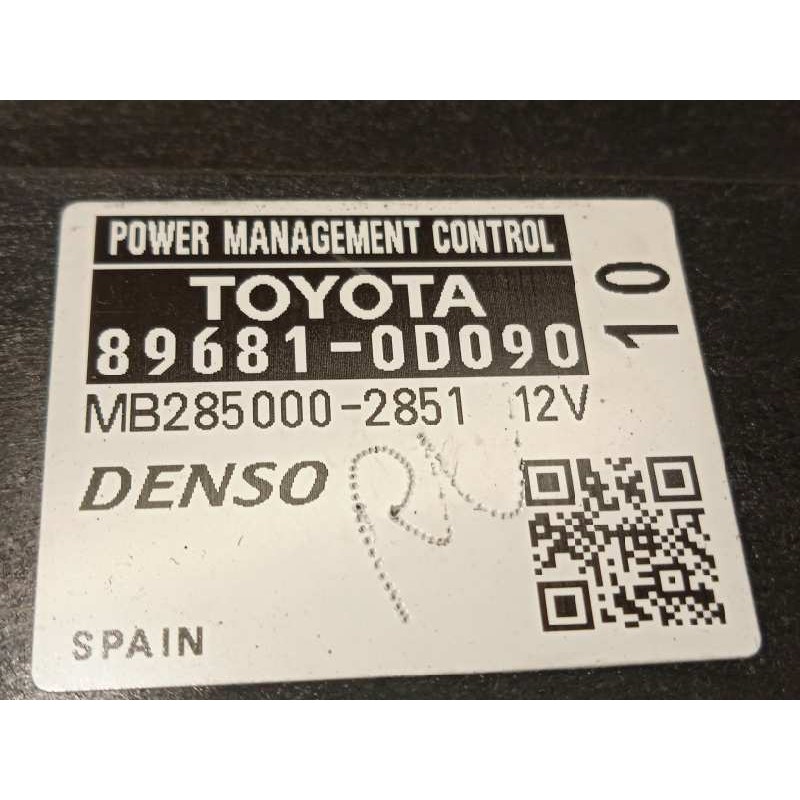 POWER MANAGEMENT CONTROL
TOYOTA
89681-0D090
10
MB285000-2851 12V
DENSO
SPAIN